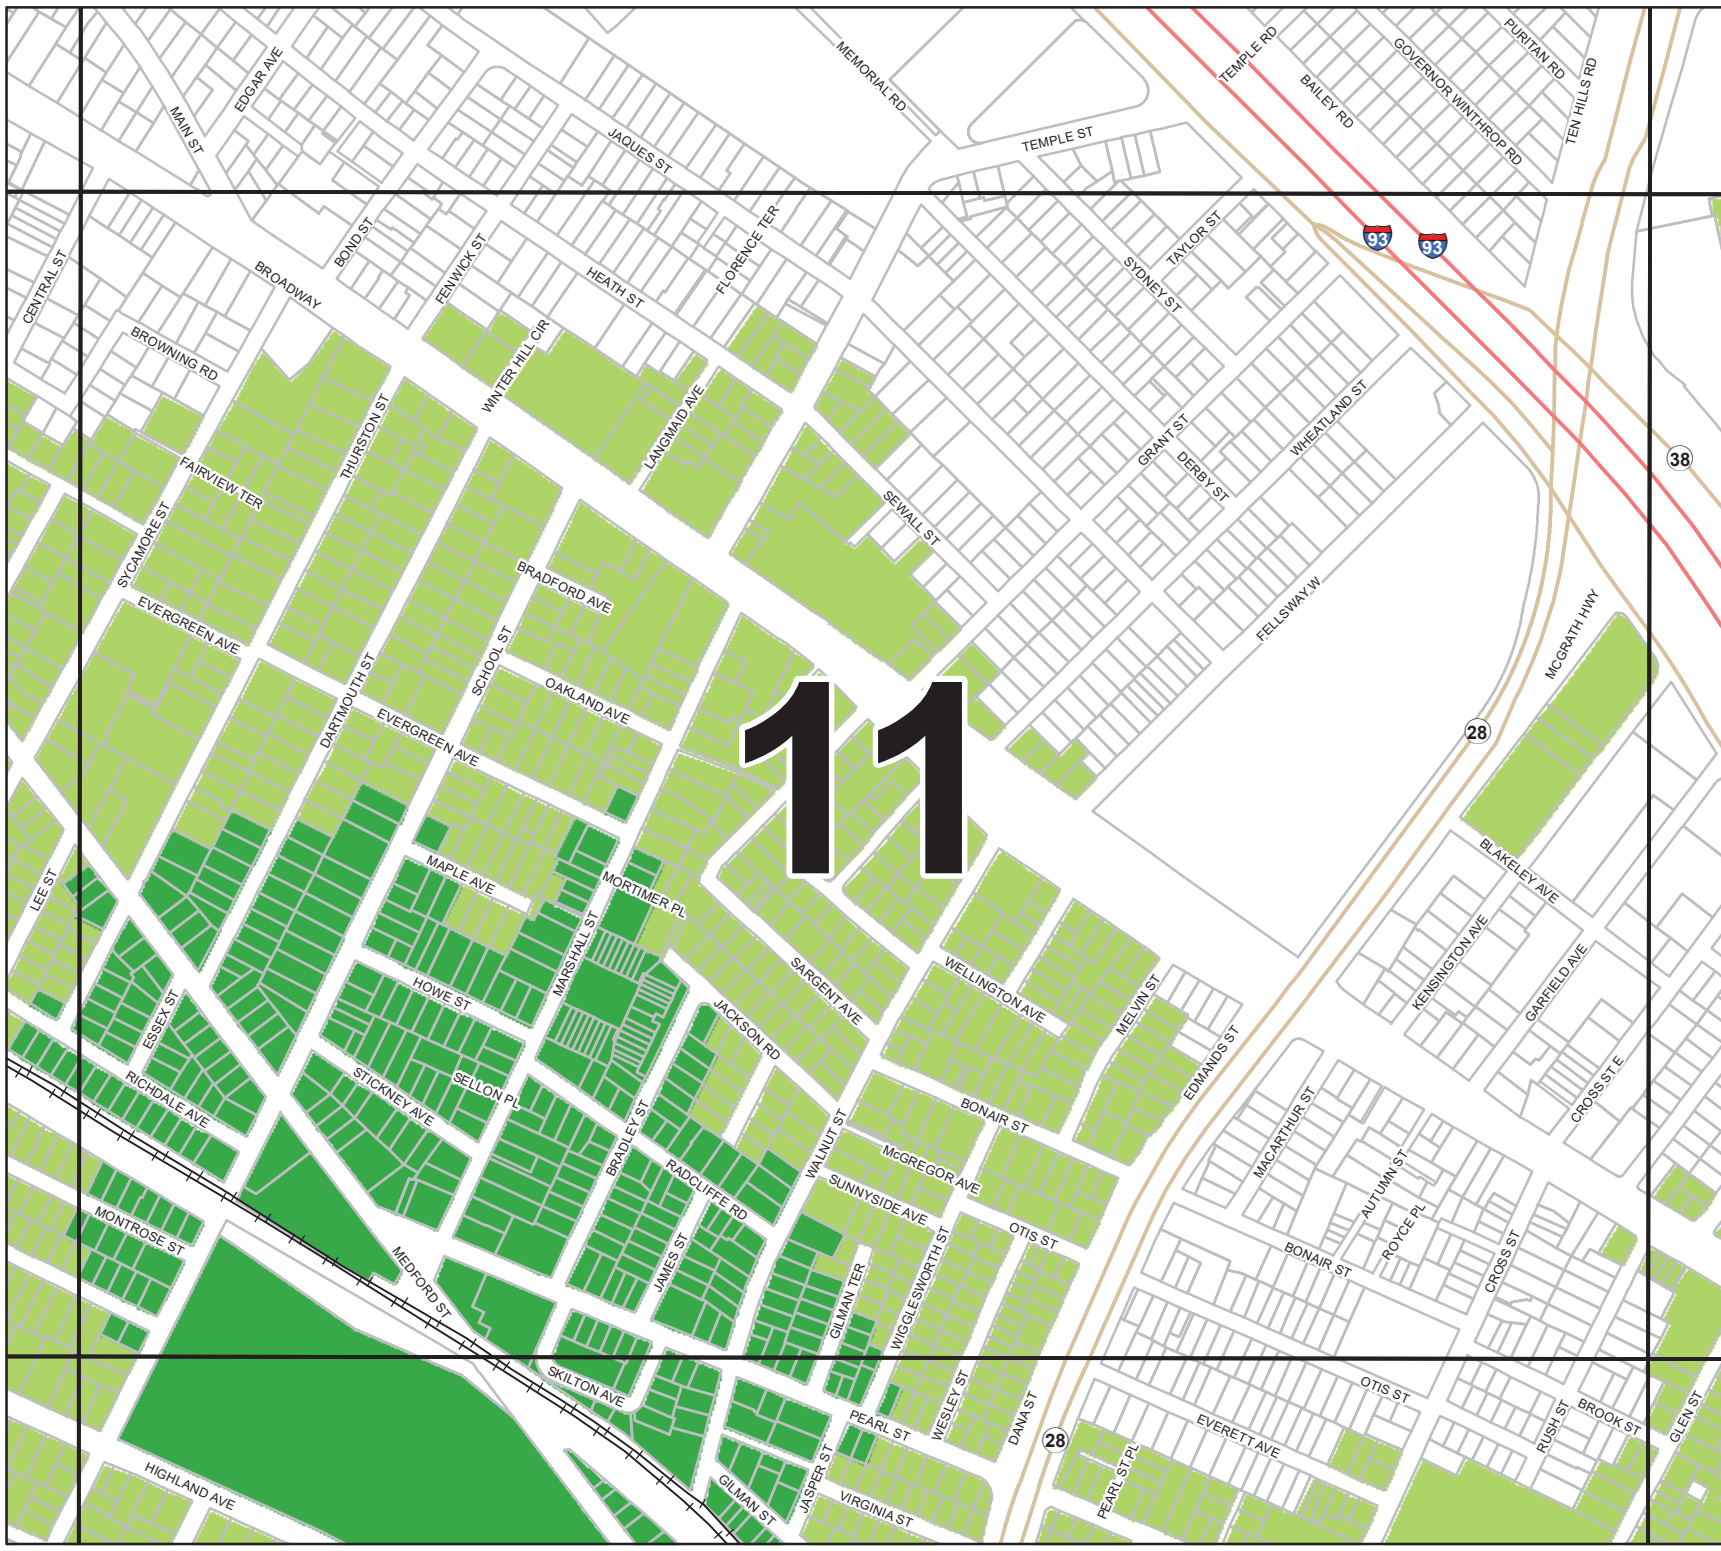 PURITAN RD
GOVERNOR WINTHROP RD
TEMPLE RD
BAILEY RD
TEN HILLS RD
MEMORIAL RD
EDGAR AVE
MAIN ST
JAQUES ST
TEMPLE ST
CENTRAL ST
BOND ST
FENWICK ST
FLORENCE TER
TAYLOR ST
93
93
BROADWAY
HEATH ST
SYDNEY ST
BROWNING RD
WINTER HILL CIR
LANGMAID AVE
THURSTON ST
GRANT ST
WHEATLAND ST
DERBY ST
38
FAIRVIEW TER
SEWALL ST
SYCAMORE ST
BRADFORD AVE
EVERGREEN AVE
FELLSWAY W
MCGRATH HWY
SCHOOL ST
DARTMOUTH ST
OAKLAND AVE
EVERGREEN AVE
11
28
LEE ST
MAPLE AVE
MORTIMER PL
BLAKELEY AVE
MARSHALL ST
SARGENT AVE
WELLINGTON AVE
KENSINGTON AVE
GARFIELD AVE
HOWE ST
ESSEX ST
JACKSON RD
MELVIN ST
EDMANDS ST
CROSS ST E
RICHDALE AVE
STICKNEY AVE
SELLON PL
BRADLEY ST
WALNUT ST
BONAIR ST
MACARTHUR ST
McGREGOR AVE
RADCLIFFE RD
SUNNYSIDE AVE
AUTUMN ST
ROYCE PL
MONTROSE ST
MEDFORD ST
JAMES ST
OTIS ST
BONAIR ST
CROSS ST
GILMAN TER
WIGGLESWORTH ST
SKILTON AVE
PEARL ST
WESLEY ST
DANA ST
28
OTIS ST
EVERETT AVE
RUSH ST
BROOK ST
GLEN ST
HIGHLAND AVE
GILMAN ST
JASPER ST
VIRGINIA ST
PEARL ST PL